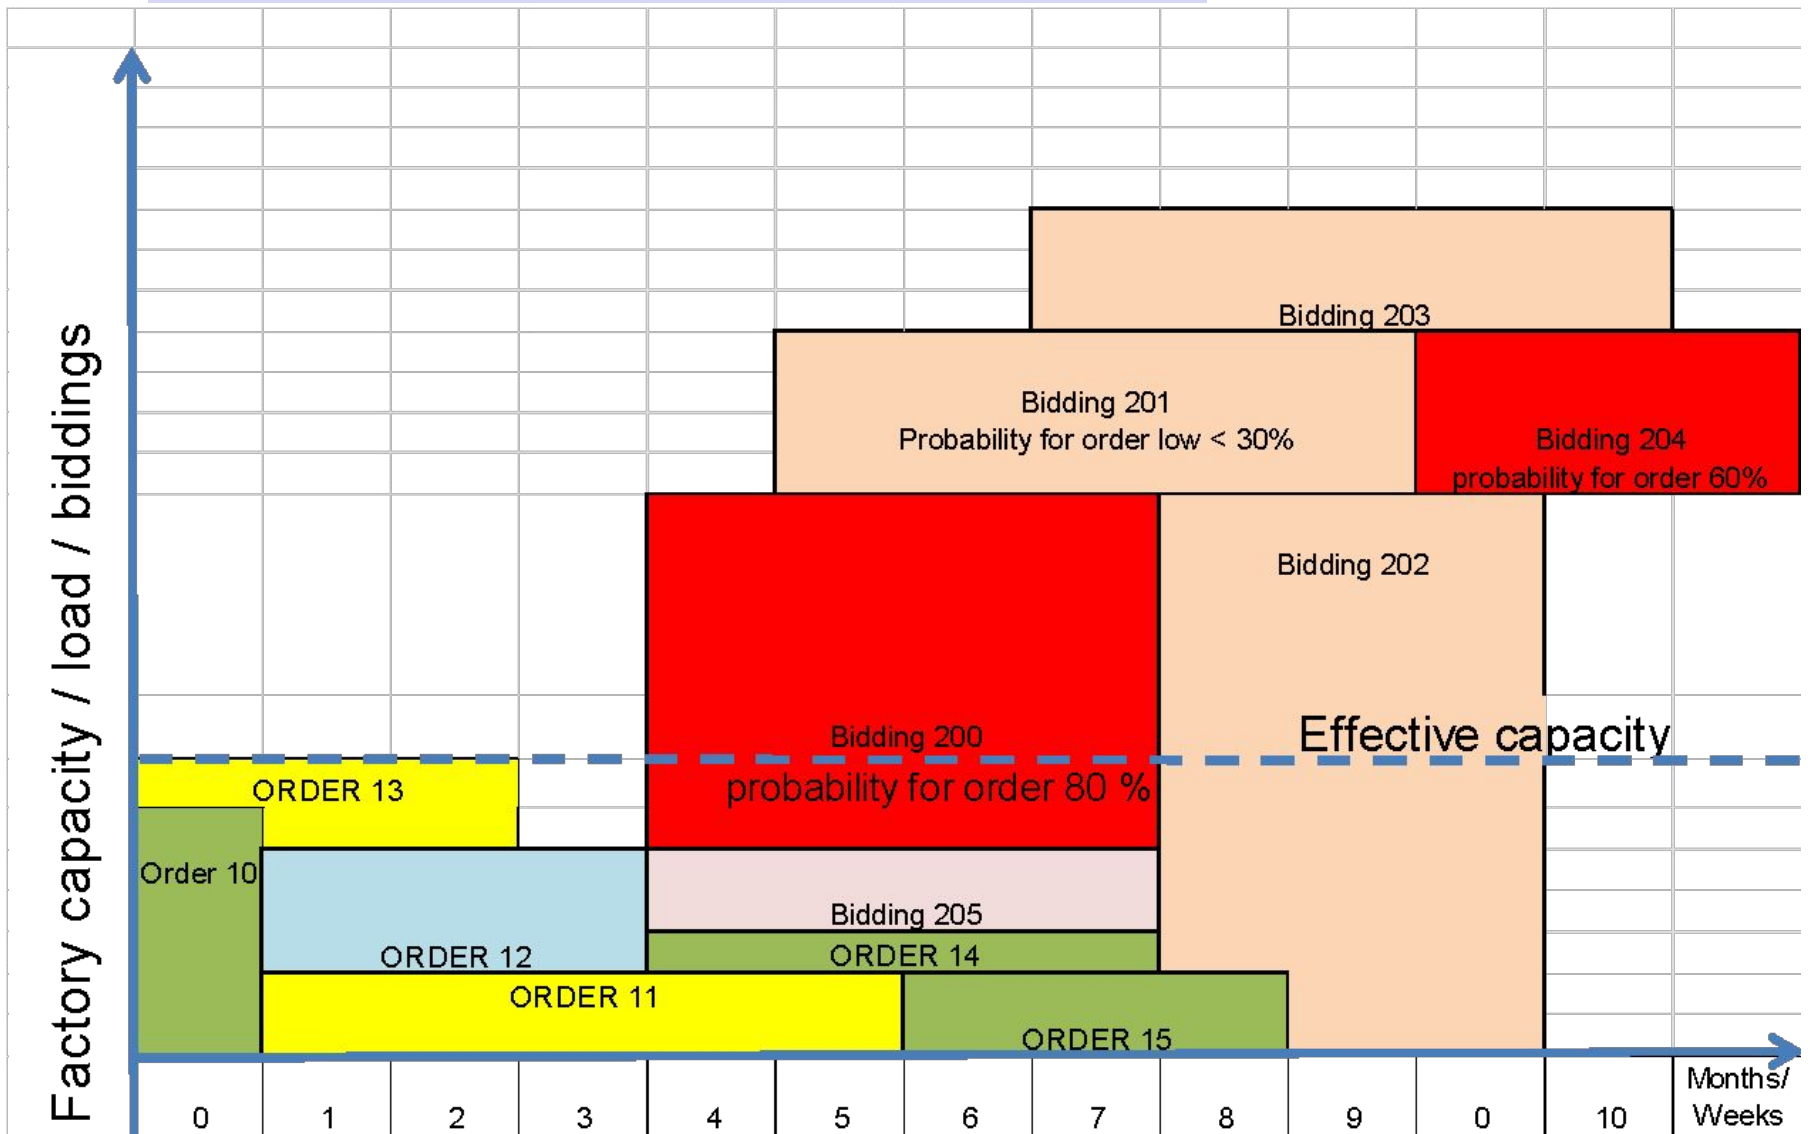 Factory capacity / load / biddings
Bidding 203
Bidding 201
Probability for order low < 30%
Bidding 204
probability for order 60%
Bidding 202
Bidding 200
probability for order 80 %
Effective capacity
ORDER 13
Order 10
Bidding 205
ORDER 12
ORDER 14
ORDER 11
ORDER 15
0 1 2 3 4 5 6 7 8 9 0 10 Months/
Weeks